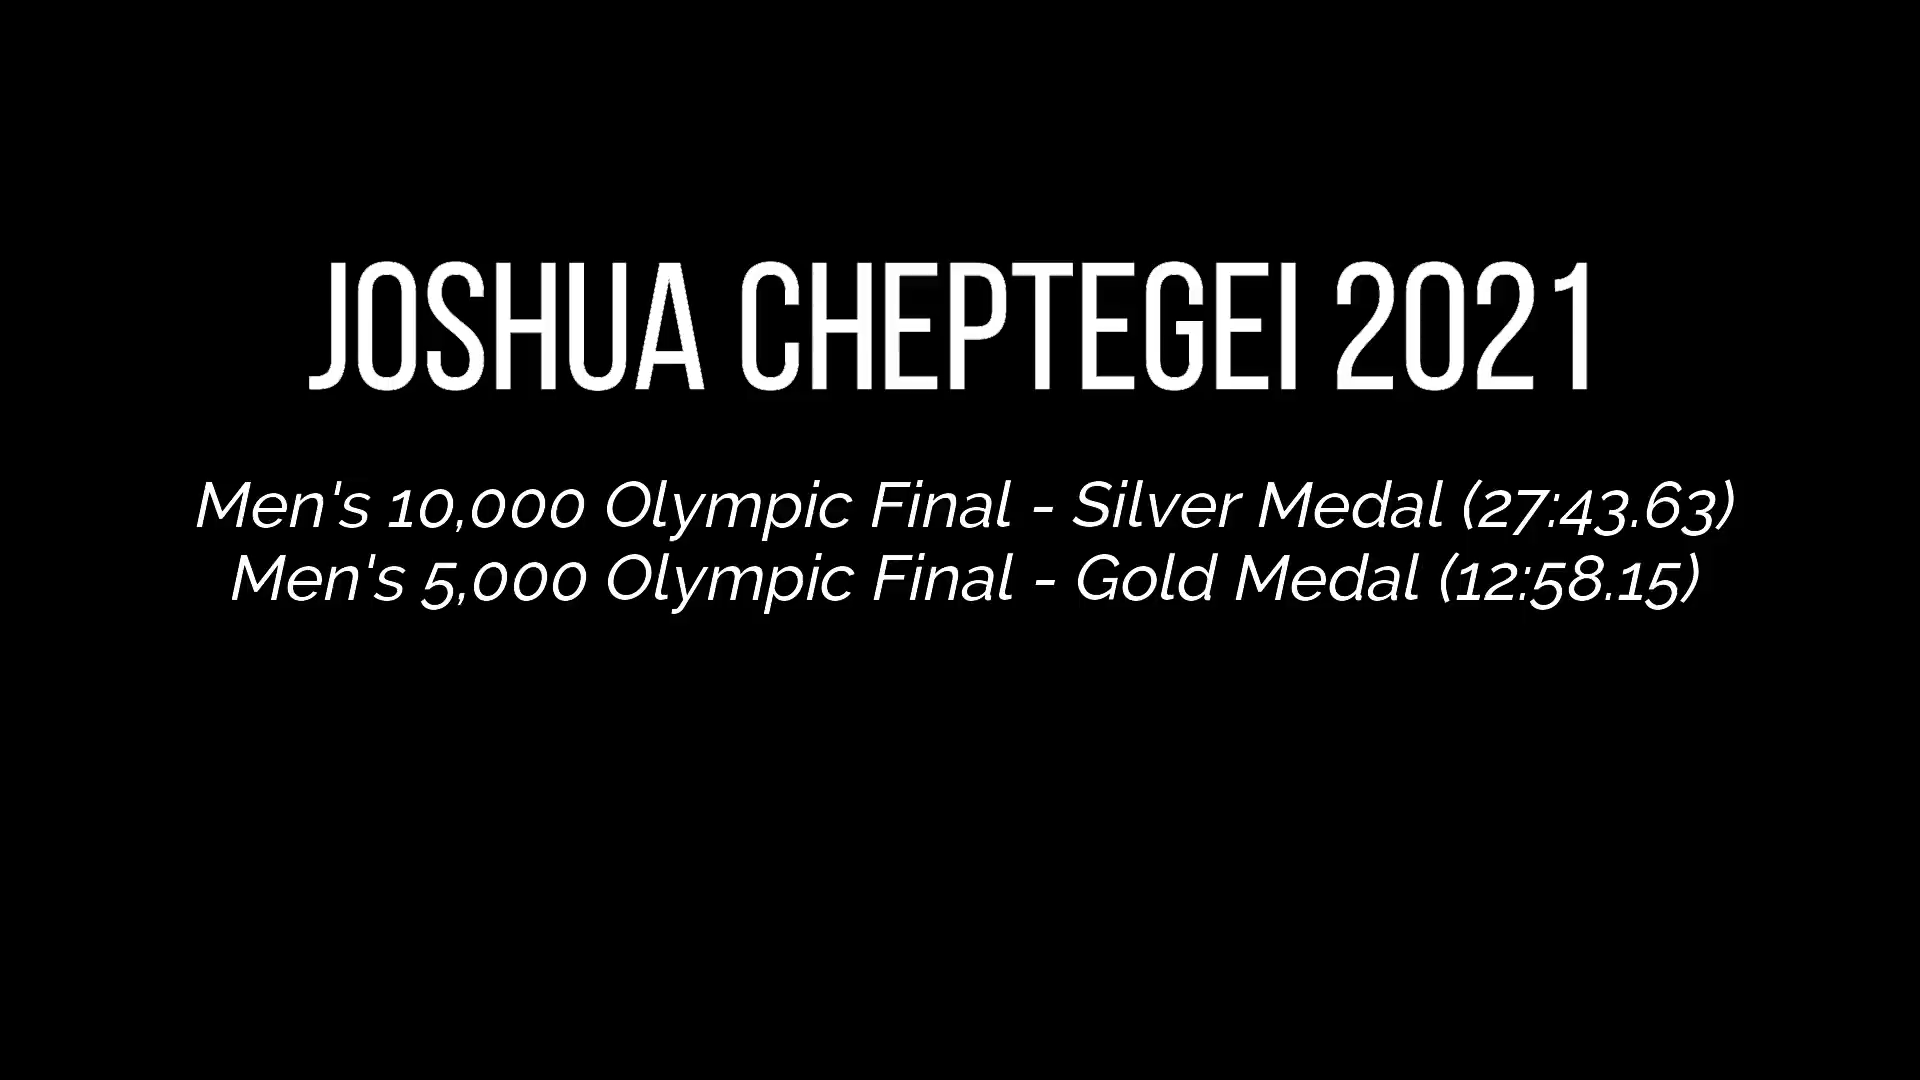 JOSHUA CHEPTEGEI 2021
Men's 10,000 Olympic Final - Silver Medal (27:43.63)
Men's 5,000 Olympic Final - Gold Medal (12:58.15)